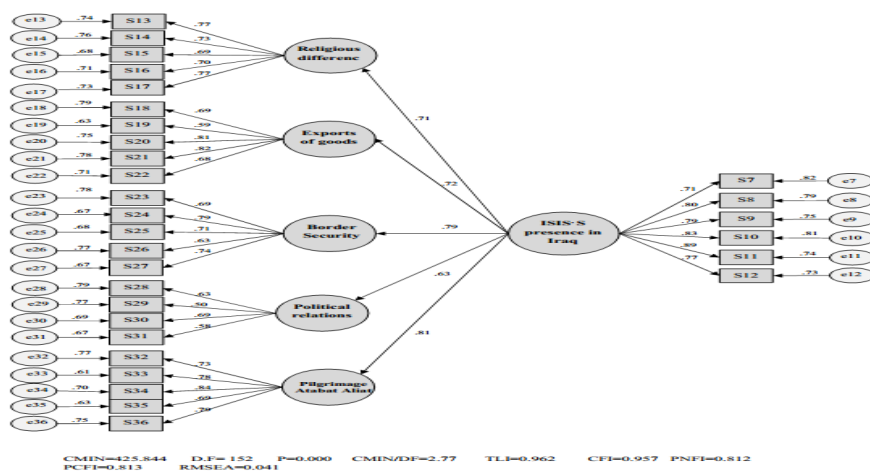 e13 .74 S13 .77
e14 .76 S14 .73
e15 .68 S15 .69
e16 .71 S16 .70
e17 .73 S17 .77
Religious
differenc
.71
e18 .79 S18 .69
e19 .63 S19 .59
e20 .75 S20 .81
e21 .78 S21 .82
e22 .71 S22 .68
Exports
of goods
.72
e23 .78 S23 .69
e24 .67 S24 .79
e25 .68 S25 .71
e26 .77 S26 .63
e27 .67 S27 .74
Border
Security
.79
e28 .79 S28 .63
e29 .77 S29 .50
e30 .69 S30 .69
e31 .67 S31 .58
Political
relations
.63
e32 .77 S32 .73
e33 .61 S33 .78
e34 .70 S34 .84
e35 .63 S35 .69
e36 .75 S36
Pilgrimage
Atabat Aliat
.81
ISIS-S
presence in
Iraq
.71 S7 .82 e7
.80 S8 .79 e8
.79 S9 .75 e9
.83 S10 .81 e10
.89 S11 .74 e11
.77 S12 .73 e12
CMIN=425.844 D.F= 152 P=0.000 CMIN/DF=2.77 TLI=0.962 CFI=0.957 PNFI=0.812
PCFI=0.813 RMSEA=0.041